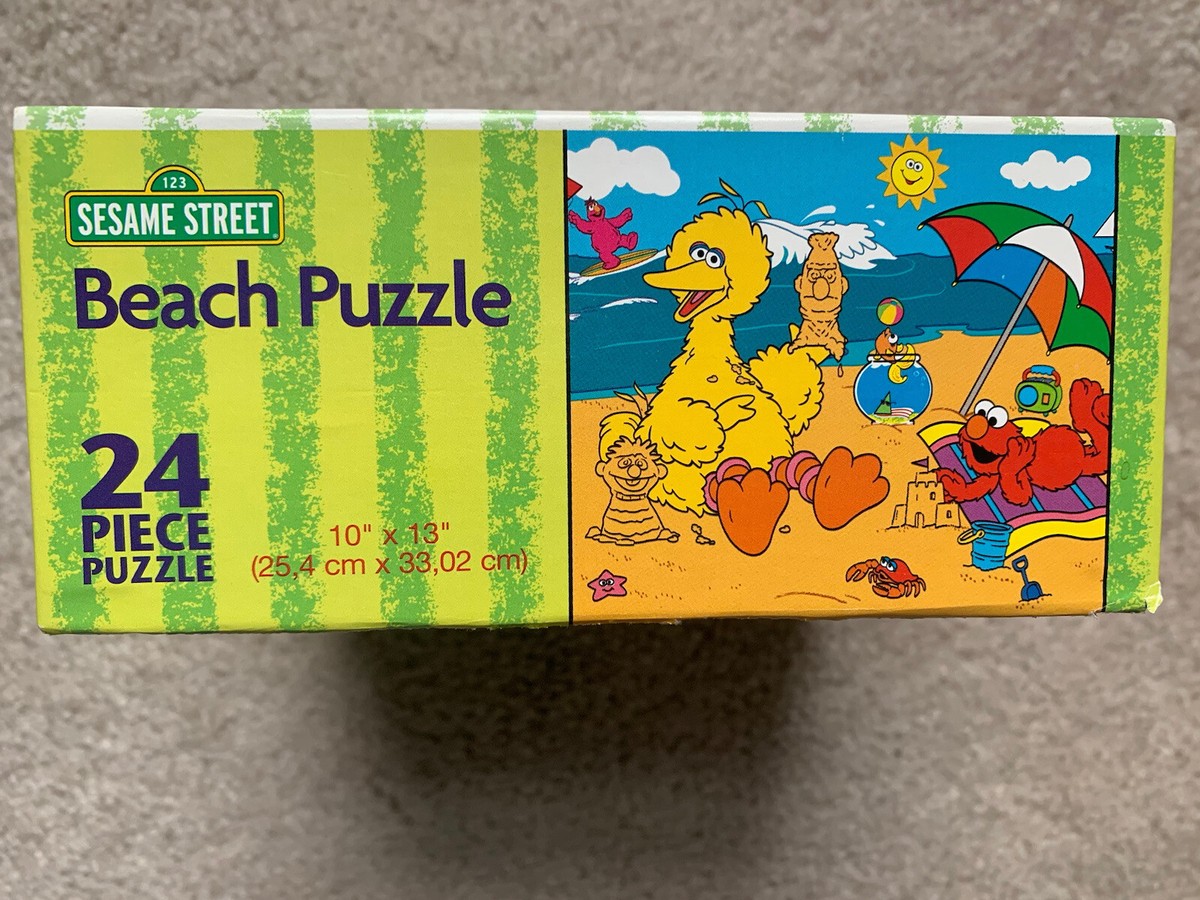 123
SESAME STREET
Beach Puzzle
24
PIECE
PUZZLE
10" x 13"
(25,4 cm x 33,02 cm)